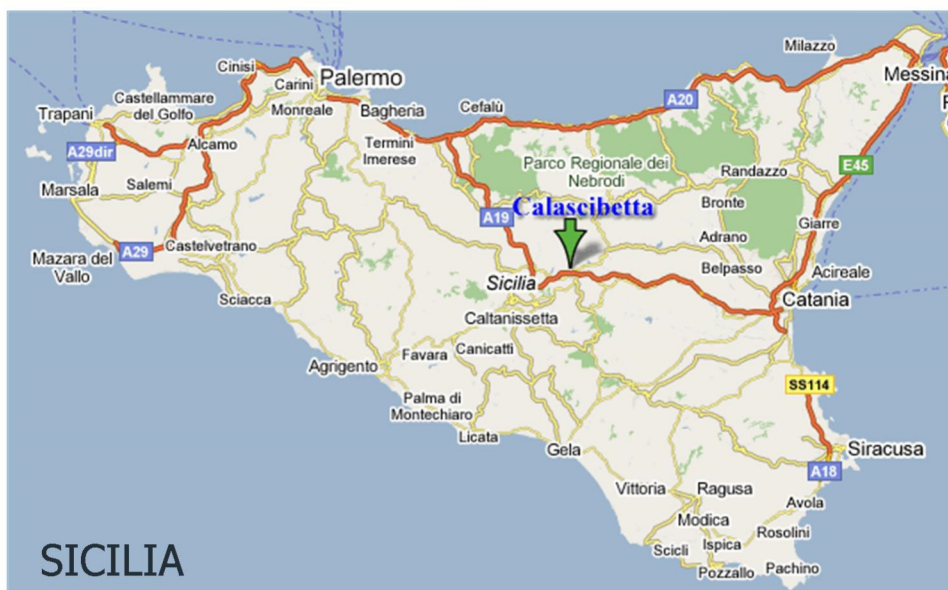 Milazzo
Messina
Cinisi
Palermo
Carini
Castellammare
del Golfo
Monreale
Bagheria
Cefalù
A20
Trapani
Alcamo
Termini
Imerese
A29dir
Parco Regionale dei
Nebrodi
Randazzo
E45
Salemi
Marsala
Calascibetta
A19
Bronte
Giarre
Adrano
Castelvetrano
A29
Mazara del
Vallo
Belpasso
Acireale
Sicilia
Sciacca
Catania
Caltanissetta
Favara
Canicatti
Agrigento
SS114
Palma di
Montechiaro
Licata
Gela
Siracusa
A18
Vittoria
Ragusa
Avola
Modica
Rosolini
Ispica
Scicli
Pozzallo
Pachino
SICILIA